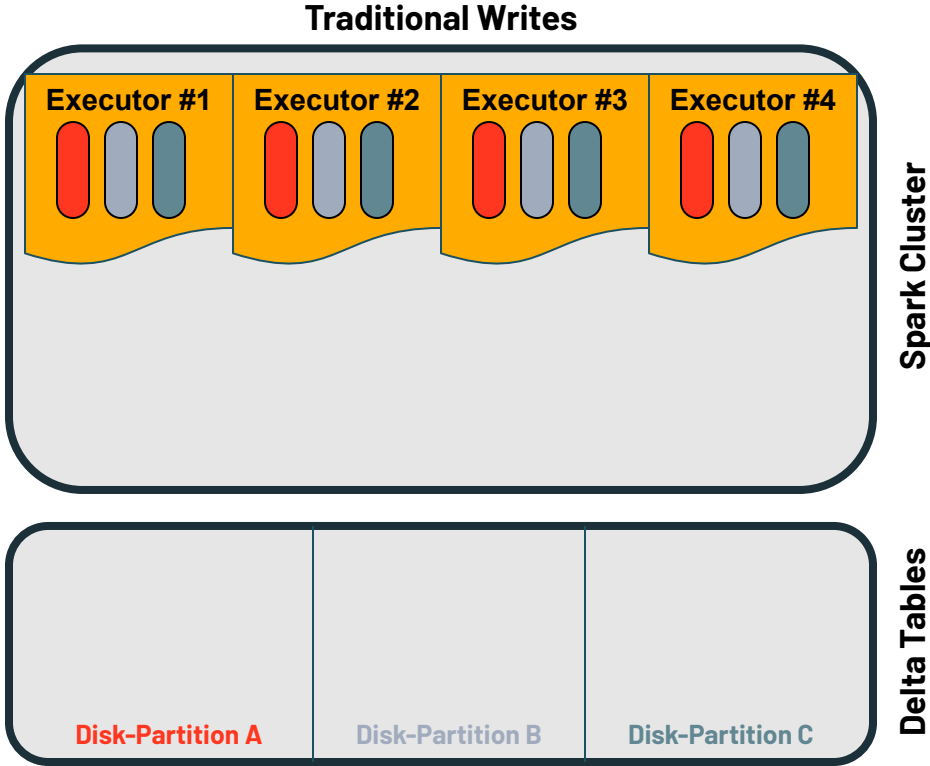 Traditional Writes
Executor #1
Executor #2
Executor #3
Executor #4
Spark Cluster
Disk-Partition A
Disk-Partition B
Disk-Partition C
Delta Tables